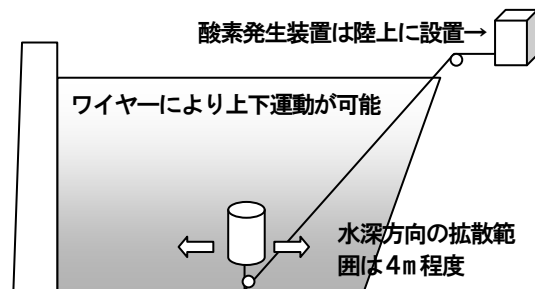 酸素発生装置は陸上に設置→
ワイヤーにより上下運動が可能
水深方向の拡散範
囲は4m程度